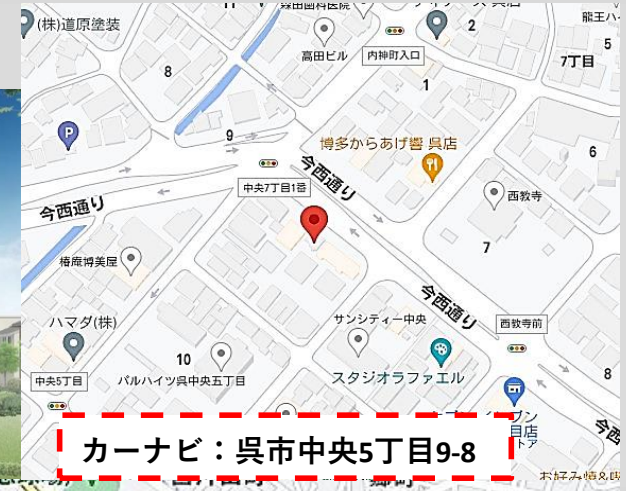 (株)道原塗装
2
龍王ハ
高田ビル
内神町入口
5
7丁目
8
1
P
9
博多からあげ響 呉店
6
今西通り
中央7丁目1番
今西通り
西教寺
椿庵博美屋
7
今西通り
ハマダ(株)
サンシティー中央
西教寺前
10
中央5丁目
パルハイツ呉中央五丁目
スタジオラファエル
8
カーナビ：呉市中央5丁目9-8